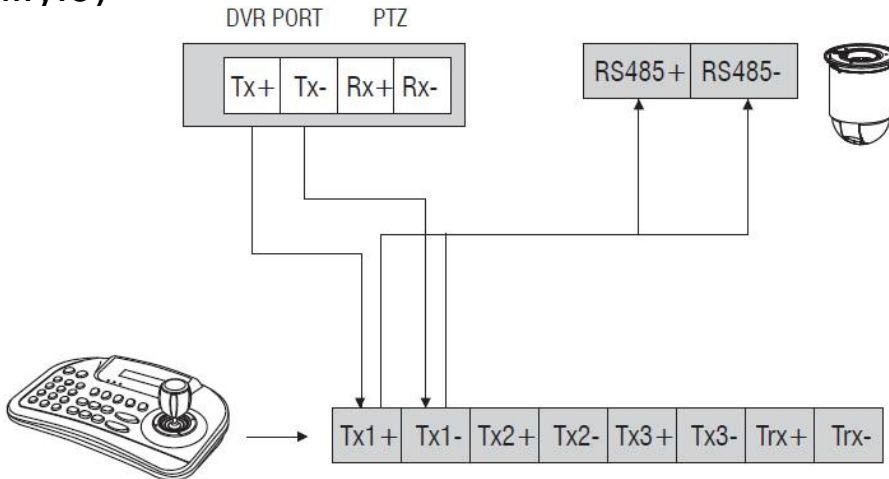 DVR PORT PTZ
Tx+ Tx- Rx+ Rx-
RS485+ RS485-
Tx1+ Tx1- Tx2+ Tx2- Tx3+ Tx3- Trx+ Trx-